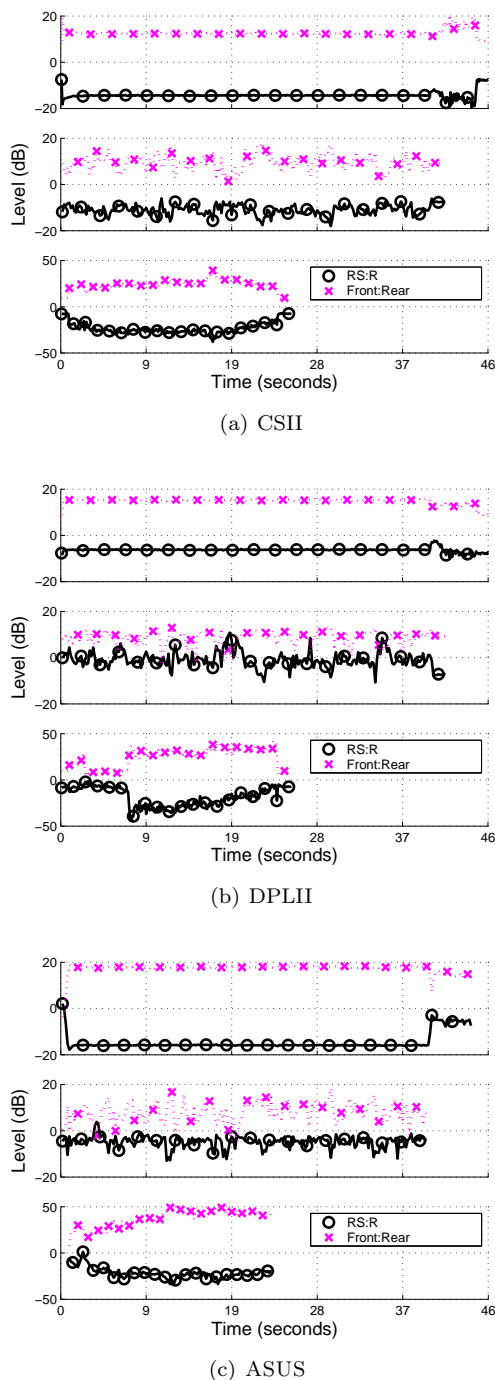 20
0
−20
20
0
−20
Level (dB)
50
0
−50
RS:R
Front:Rear
0 9 19 28 37 46
Time (seconds)
(a) CSII
20
0
−20
20
0
−20
Level (dB)
50
0
−50
RS:R
Front:Rear
0 9 19 28 37 46
Time (seconds)
(b) DPLII
20
0
−20
20
0
−20
Level (dB)
50
0
−50
RS:R
Front:Rear
0 9 19 28 37 46
Time (seconds)
(c) ASUS